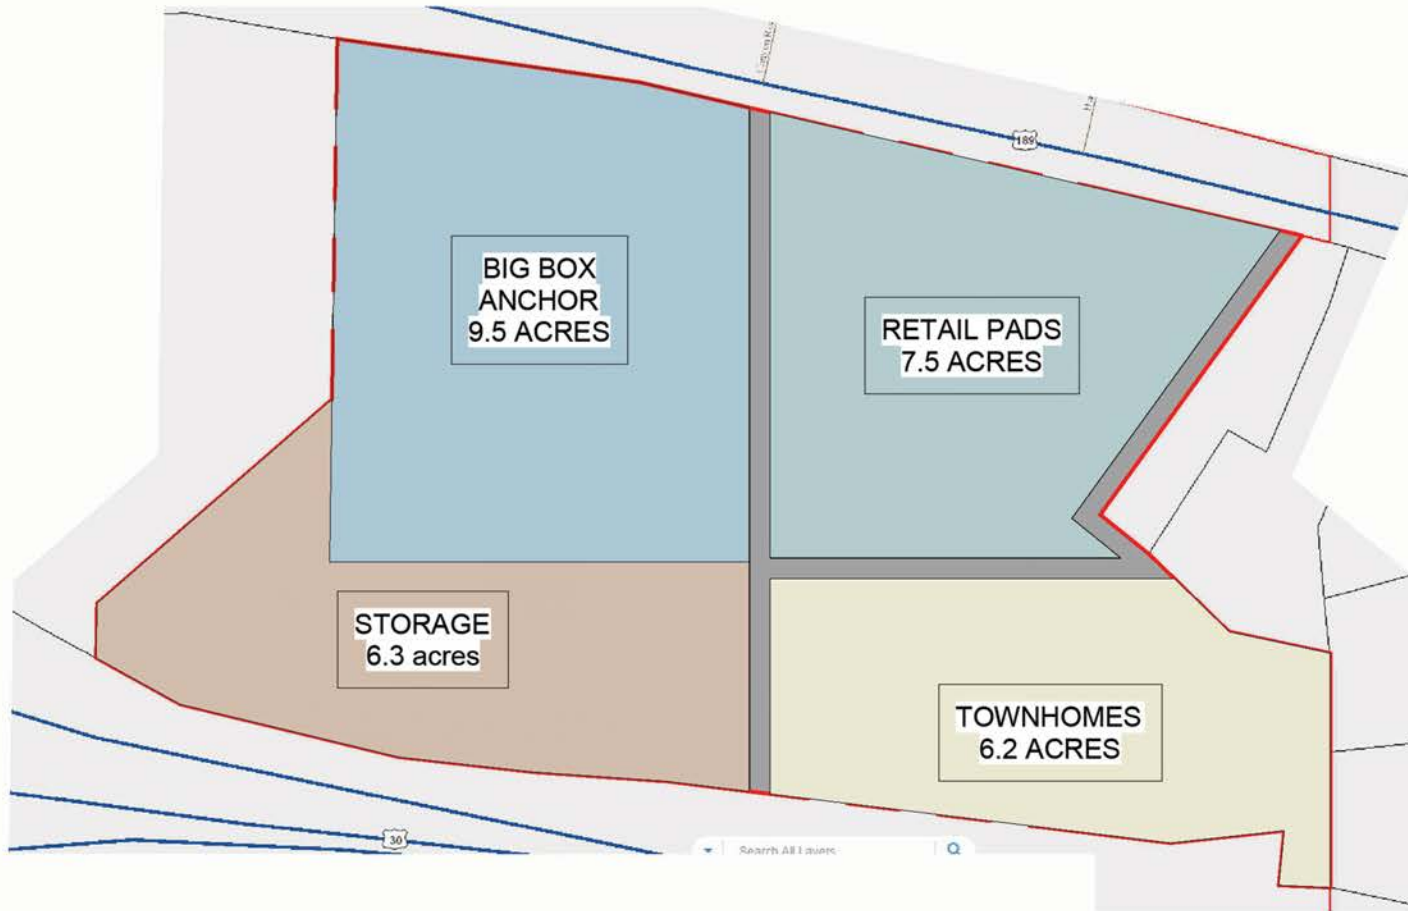 189
BIG BOX
ANCHOR
9.5 ACRES
RETAIL PADS
7.5 ACRES
STORAGE
6.3 acres
TOWNHOMES
6.2 ACRES
30
Search All Layers